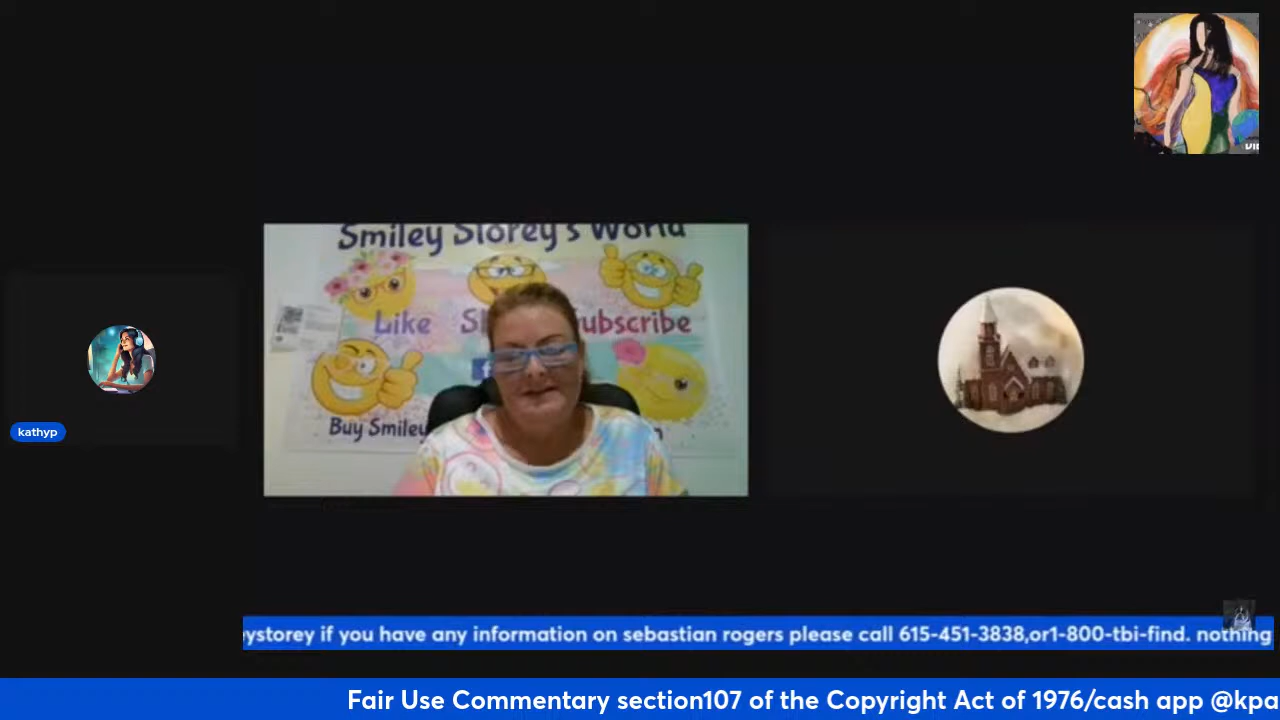 Smiley Storey's World
Like
ubscribe
Buy Smiley
kathyp
ystorey if you have any information on sebastian rogers please call 615-451-3838,or1-800-tbi-find. nothing
Fair Use Commentary section107 of the Copyright Act of 1976/cash app @kpa